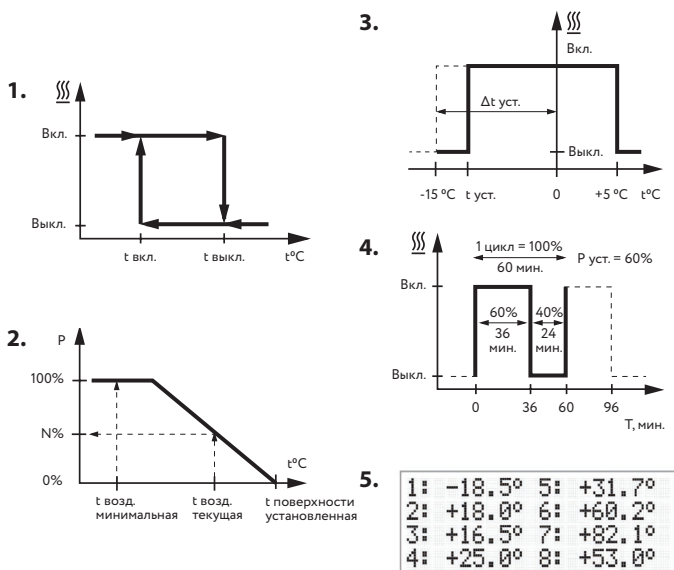 1.
Вкл.
Выкл.
t вкл.
t выкл.
t°C
2.
P
100%
N%
0%
t°C
t возд.
минимальная
t возд.
текущая
t поверхности
установленная
3.
Вкл.
Δt уст.
Выкл.
-15 °C
t уст.
0
+5 °C
t°C
4.
1 цикл = 100%
60 мин.
P уст. = 60%
Вкл.
60%
36
мин.
40%
24
мин.
Выкл.
0
36
60
96
T, мин.
5.
1: -18.5° 5: +31.7°
2: +18.0° 6: +60.2°
3: +16.5° 7: +82.1°
4: +25.0° 8: +53.0°